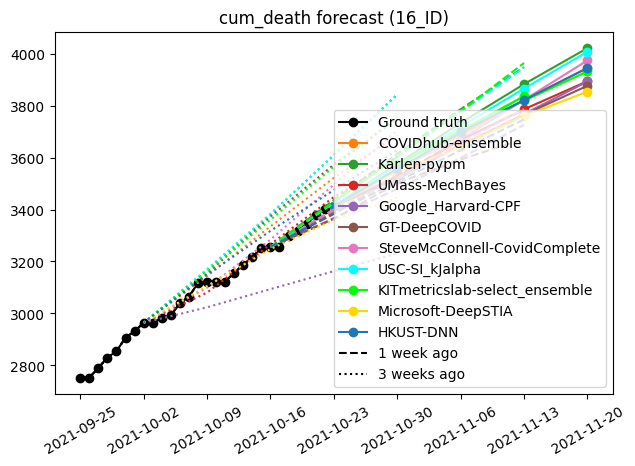 cum_death forecast (16_ID)
4000
3800
3600
3400
3200
3000
2800
Ground truth
COVIDhub-ensemble
Karlen-pypm
UMass-MechBayes
Google_Harvard-CPF
GT-DeepCOVID
SteveMcConnell-CovidComplete
USC-SI_kJalpha
KITmetricslab-select_ensemble
Microsoft-DeepSTIA
HKUST-DNN
1 week ago
3 weeks ago
2021-09-25
2021-10-02
2021-10-09
2021-10-16
2021-10-23
2021-10-30
2021-11-06
2021-11-13
2021-11-20